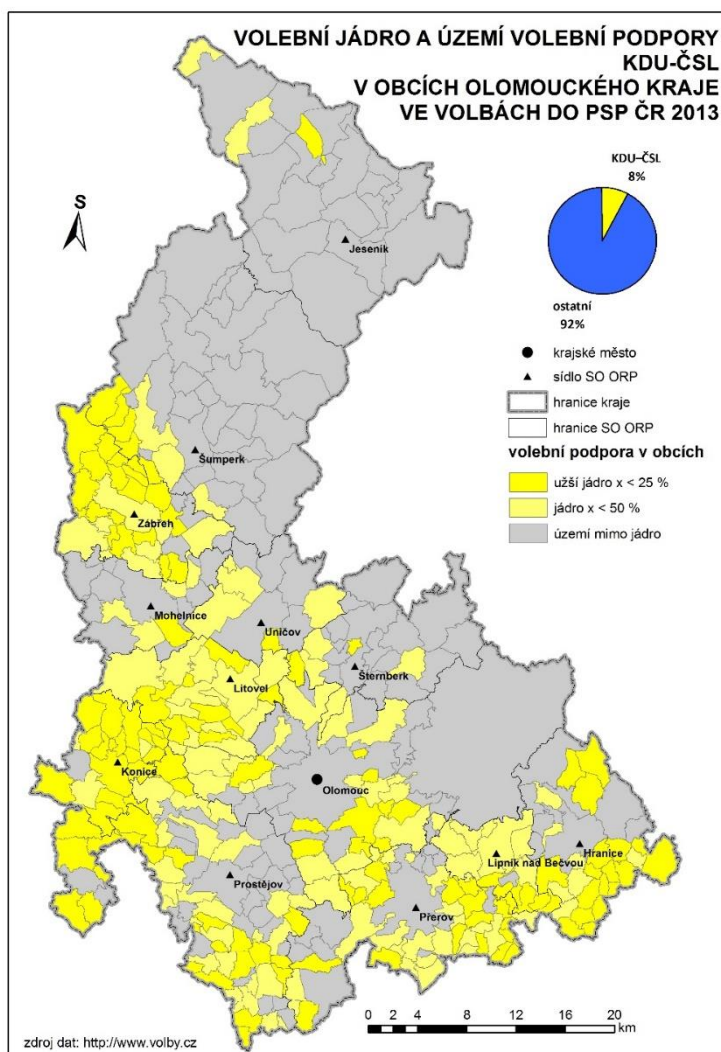 VOLEBNÍ JÁDRO A ÚZEMÍ VOLEBNÍ PODPORY
KDU-ČSL
V OBCÍCH OLOMOUCKÉHO KRAJE
VE VOLBÁCH DO PSP ČR 2013
KDU–ČSL
8%
S
Jeseník
ostatní
92%
krajské město
sídlo SO ORP
hranice kraje
hranice SO ORP
volební podpora v obcích
užší jádro x < 25 %
jádro x < 50 %
území mimo jádro
Šumperk
Zábřeh
Mohelnice
Uničov
Šternberk
Litovel
Konice
Olomouc
Hranice
Lipník nad Bečvou
Prostějov
Přerov
0 2 4 8 12 16 20
km
zdroj dat: http://www.volby.cz